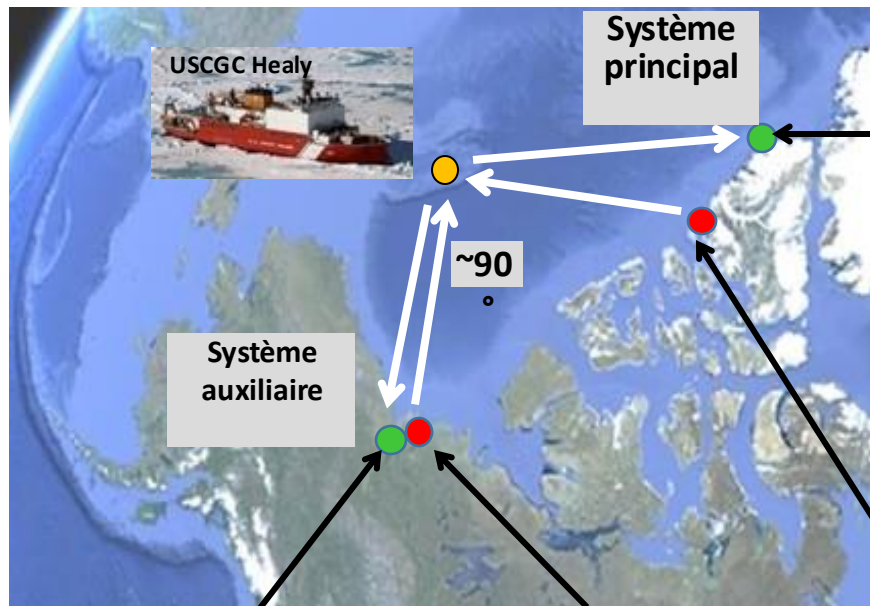 USCGC Healy
Système
principal
~90
°
Système
auxiliaire